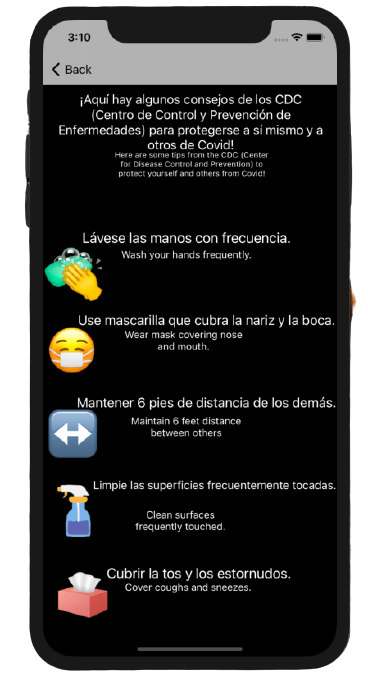 3:10
Back
¡Aquí hay algunos consejos de los CDC
(Centro de Control y Prevención de
Enfermedades) para protegerse a sí mismo y a
otros de Covid!
Here are some tips from the CDC (Center
for Disease Control and Prevention) to
protect yourself and others from Covid!
Lávese las manos con frecuencia.
Wash your hands frequently.
Use mascarilla que cubra la nariz y la boca.
Wear mask covering nose
and mouth.
Mantener 6 pies de distancia de los demás.
Maintain 6 feet distance
between others
Limpie las superficies frecuentemente tocadas.
Clean surfaces
frequently touched.
Cubrir la tos y los estornudos.
Cover coughs and sneezes.